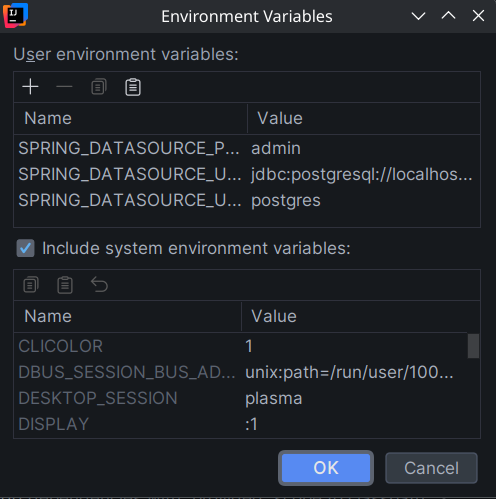 IJ
Environment Variables
User environment variables:
Name Value
SPRING_DATASOURCE_P... admin
SPRING_DATASOURCE_U... jdbc:postgresql://localhos...
SPRING_DATASOURCE_U... postgres
Include system environment variables:
Name Value
CLICOLOR 1
DBUS_SESSION_BUS_AD... unix:path=/run/user/100...
DESKTOP_SESSION plasma
DISPLAY :1
OK Cancel